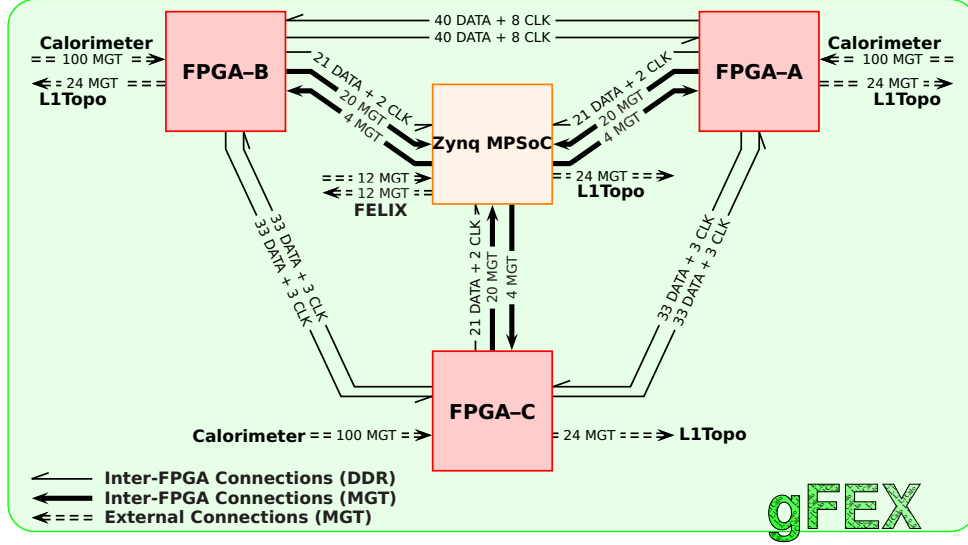 40 DATA + 8 CLK
40 DATA + 8 CLK
Calorimeter
100 MGT
24 MGT
L1Topo
FPGA–B
21 DATA + 2 CLK
20 MGT
4 MGT
Zynq MPSoC
21 DATA + 2 CLK
20 MGT
4 MGT
FPGA–A
Calorimeter
100 MGT
24 MGT
L1Topo
12 MGT
12 MGT
FELIX
24 MGT
L1Topo
33 DATA + 3 CLK
33 DATA + 3 CLK
21 DATA + 2 CLK
20 MGT
4 MGT
33 DATA + 3 CLK
33 DATA + 3 CLK
FPGA–C
Calorimeter
100 MGT
24 MGT
L1Topo
Inter-FPGA Connections (DDR)
Inter-FPGA Connections (MGT)
External Connections (MGT)
gFEX